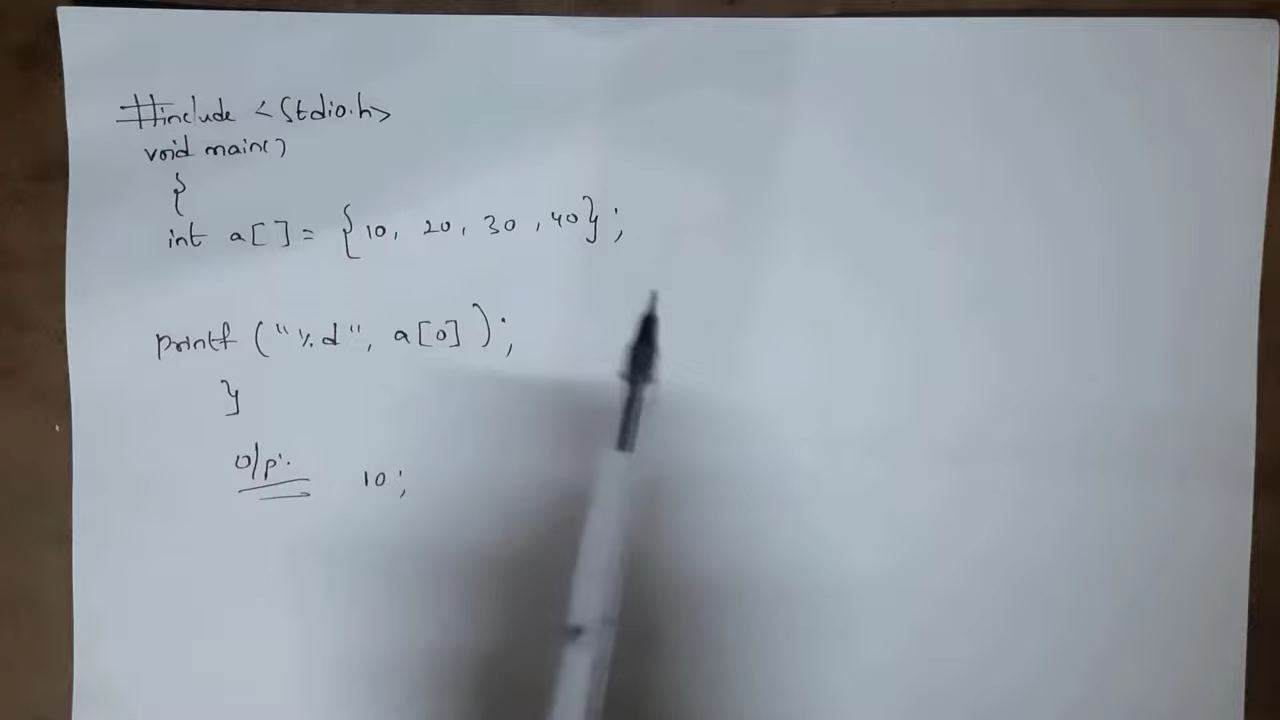 #include <stdio.h>
void main()
{
int a[] = {10, 20, 30, 40};
printf ("%d", a[0]);
}
O/p:
10;